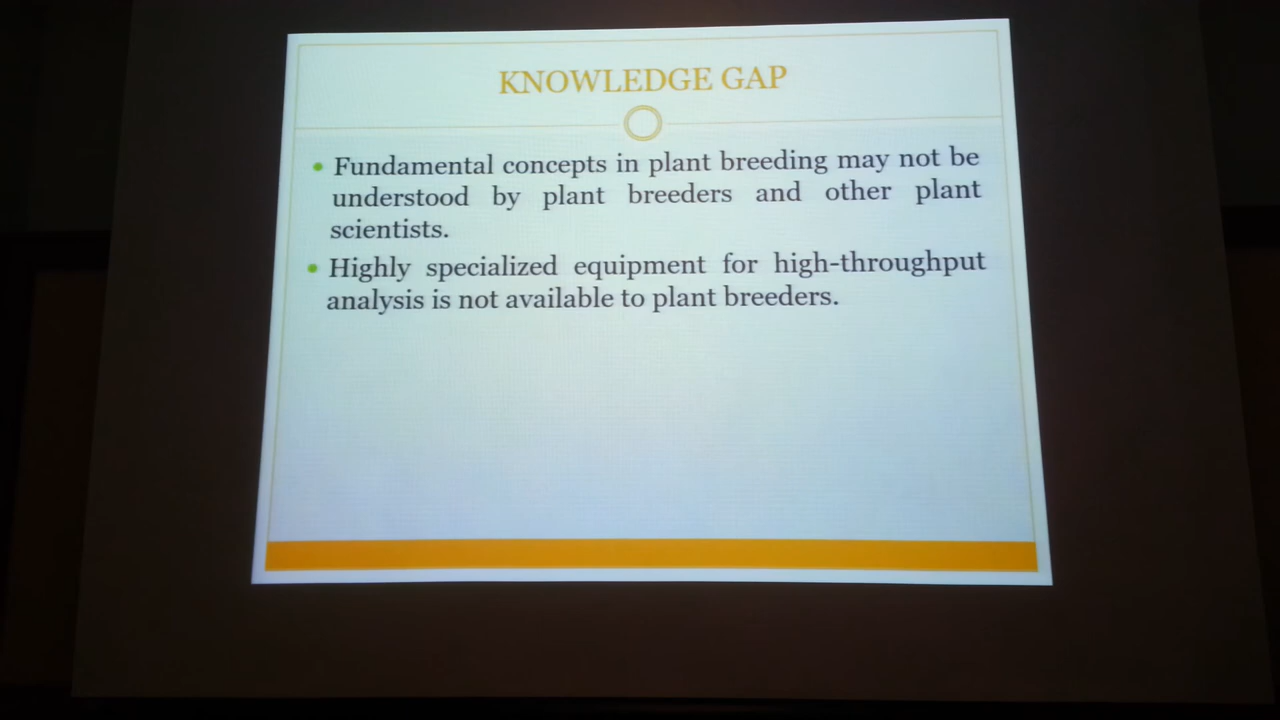 KNOWLEDGE GAP
• Fundamental concepts in plant breeding may not be
understood by plant breeders and other plant
scientists.
• Highly specialized equipment for high-throughput
analysis is not available to plant breeders.